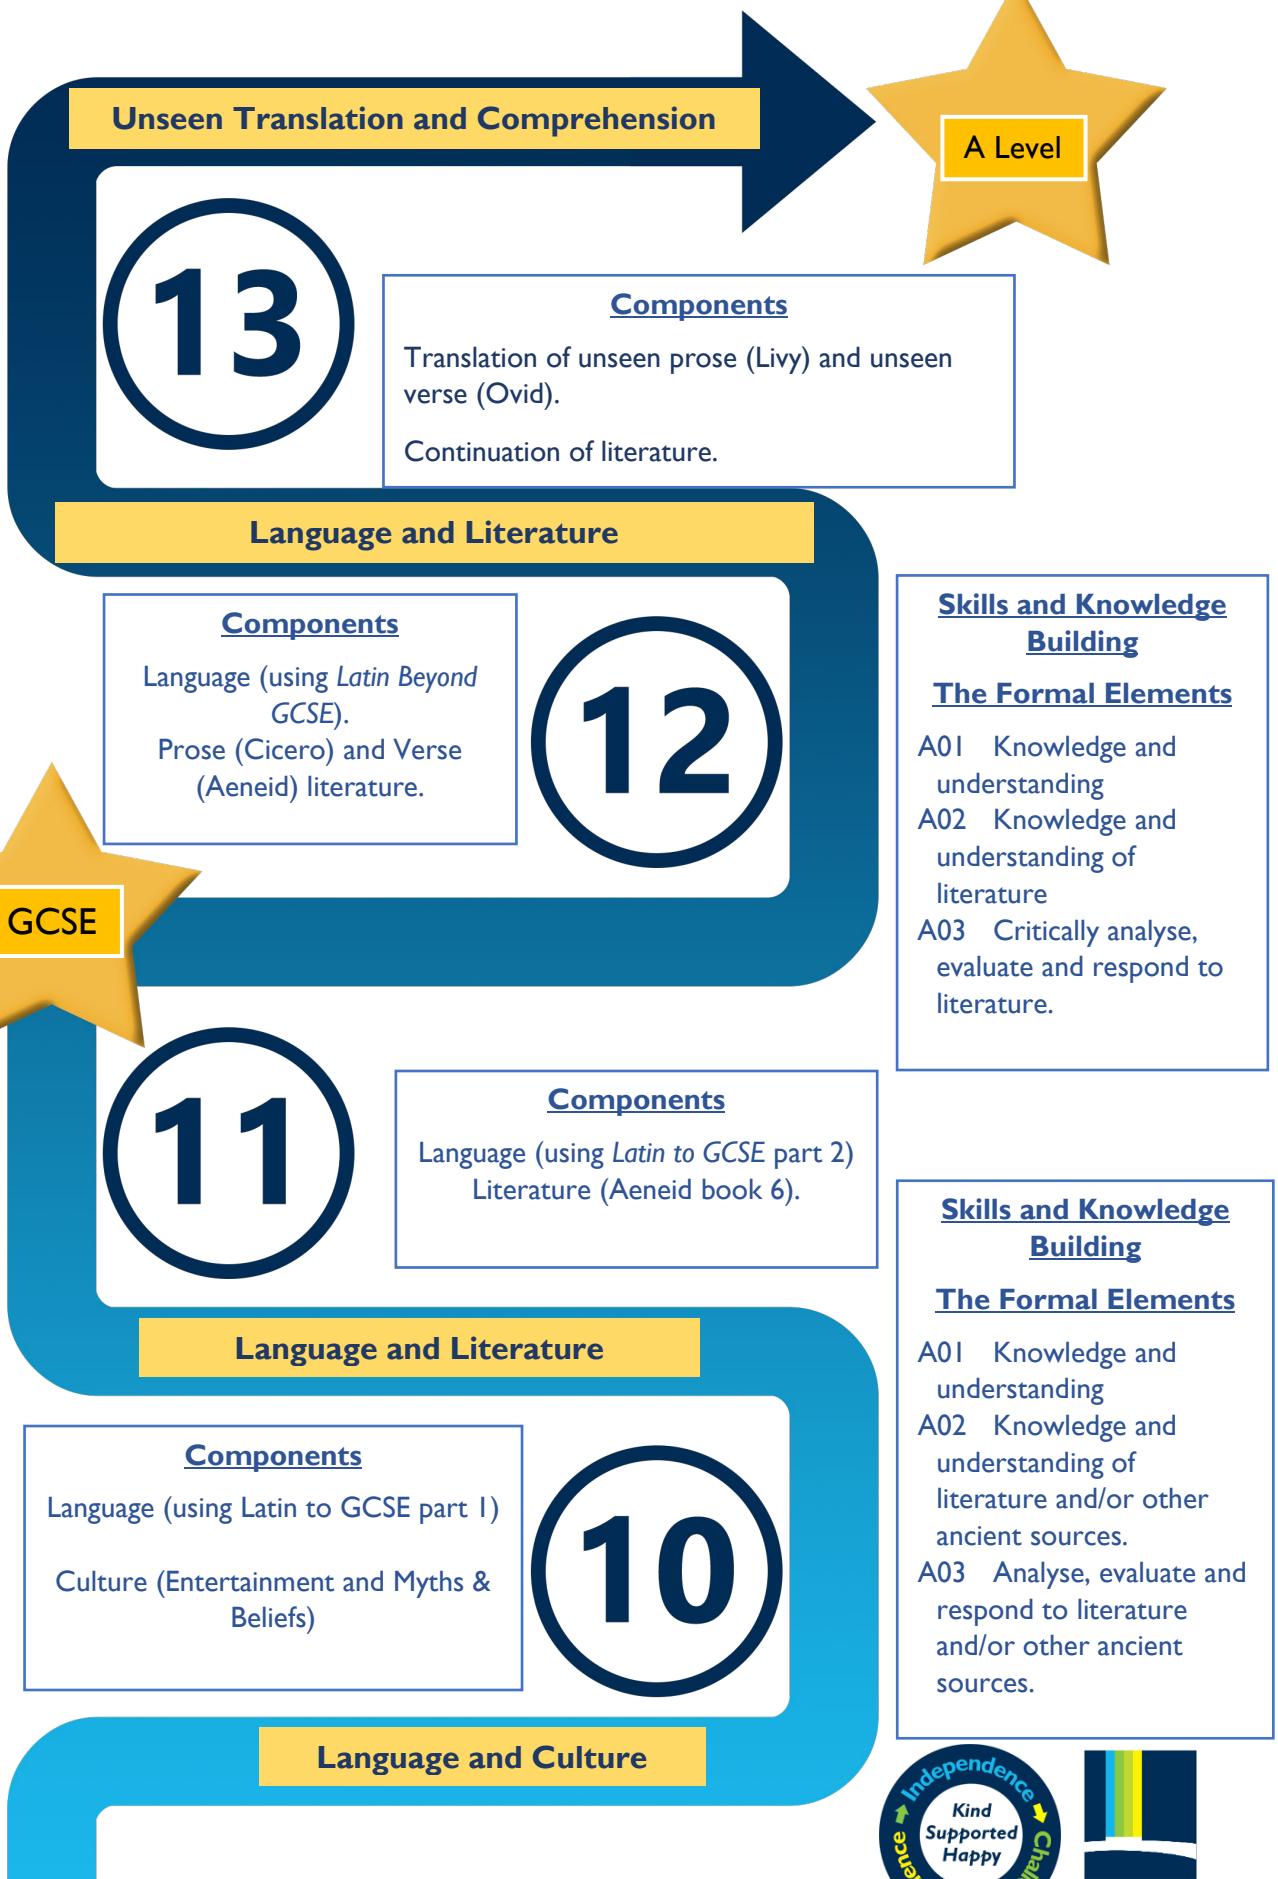 Unseen Translation and Comprehension
A Level
13
Components
Translation of unseen prose (Livy) and unseen
verse (Ovid).
Continuation of literature.
Language and Literature
Components
Language (using Latin Beyond
GCSE).
Prose (Cicero) and Verse
(Aeneid) literature.
12
Skills and Knowledge
Building
The Formal Elements
A01 Knowledge and
understanding
A02 Knowledge and
understanding of
literature
A03 Critically analyse,
evaluate and respond to
literature.
GCSE
11
Components
Language (using Latin to GCSE part 2)
Literature (Aeneid book 6).
Skills and Knowledge
Building
The Formal Elements
A01 Knowledge and
understanding
A02 Knowledge and
understanding of
literature and/or other
ancient sources.
A03 Analyse, evaluate and
respond to literature
and/or other ancient
sources.
Language and Literature
Components
Language (using Latin to GCSE part 1)
Culture (Entertainment and Myths &
Beliefs)
10
Language and Culture
Independence
Kind
Supported
Happy